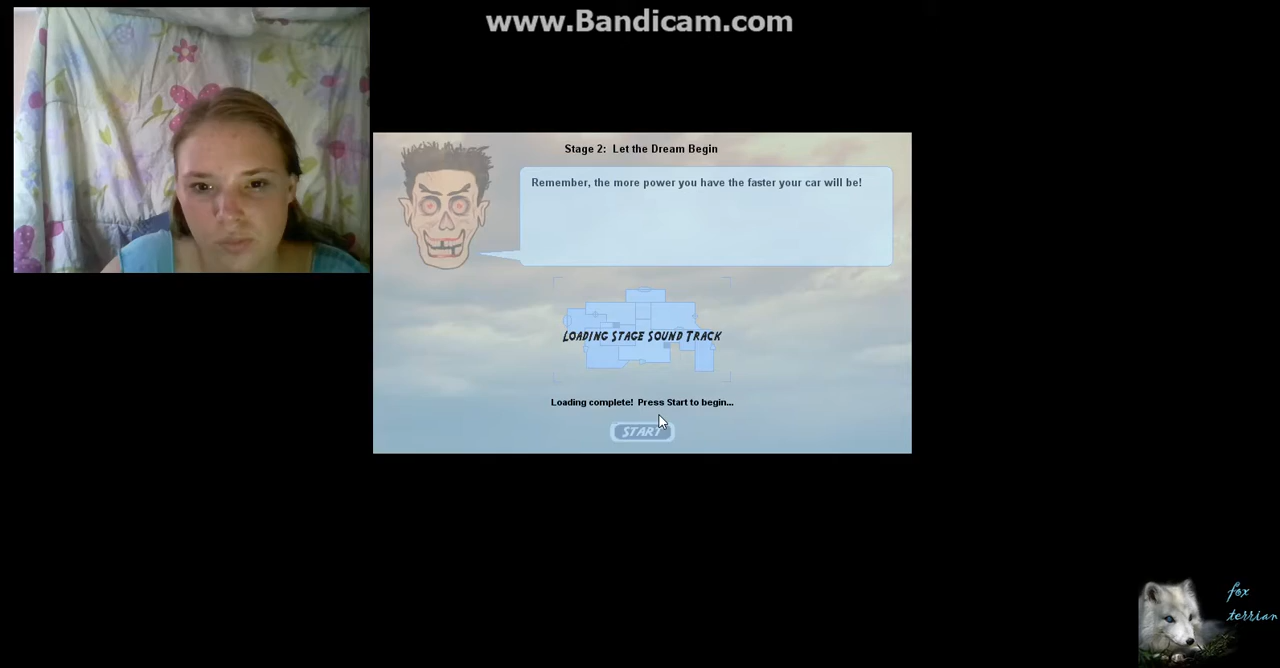 www.Bandicam.com
Stage 2: Let the Dream Begin
Remember, the more power you have the faster your car will be!
LOADING STAGE SOUND TRACK
Loading complete! Press Start to begin...
START
fox
terrian